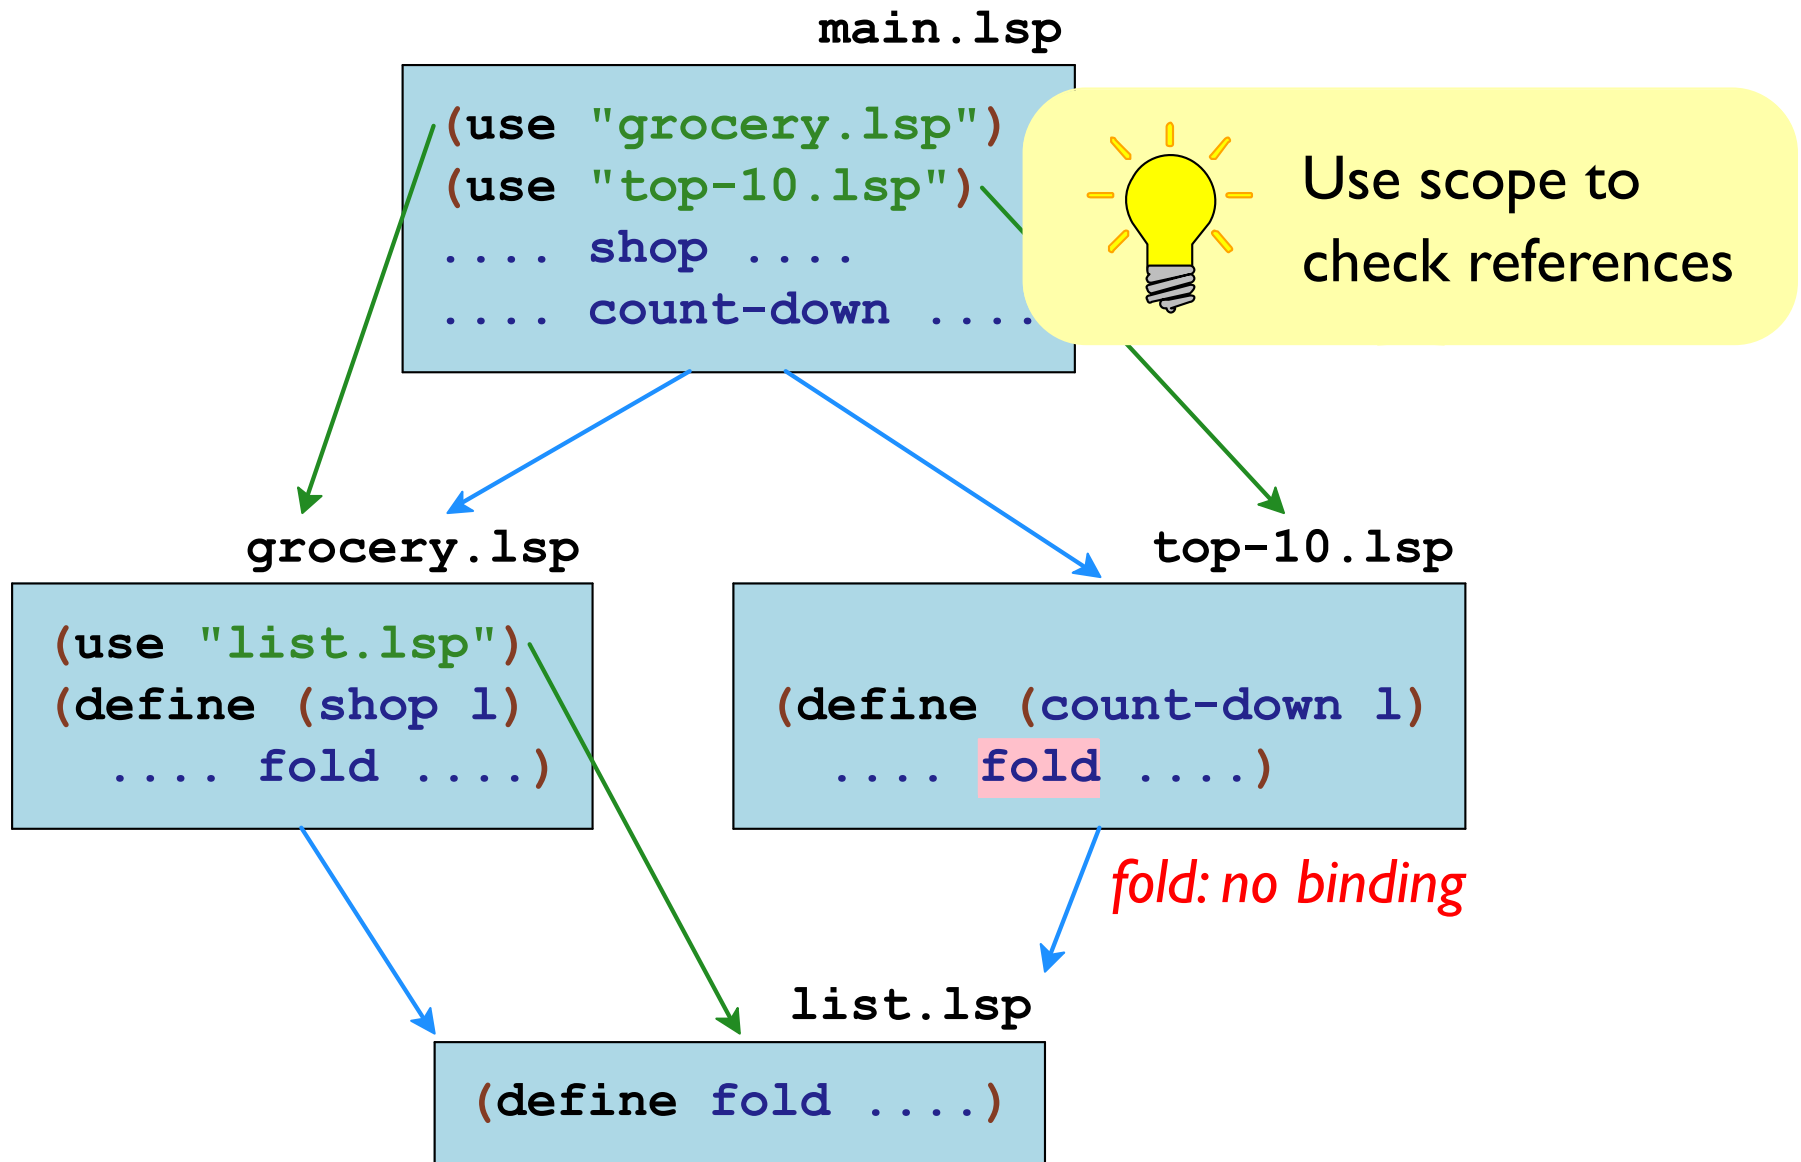 main.lsp
(use "grocery.lsp")
(use "top-10.lsp")
.... shop ....
.... count-down ....
Use scope to
check references
grocery.lsp
(use "list.lsp")
(define (shop l)
.... fold ....)
top-10.lsp
(define (count-down l)
.... fold ....)
fold: no binding
list.lsp
(define fold ....)